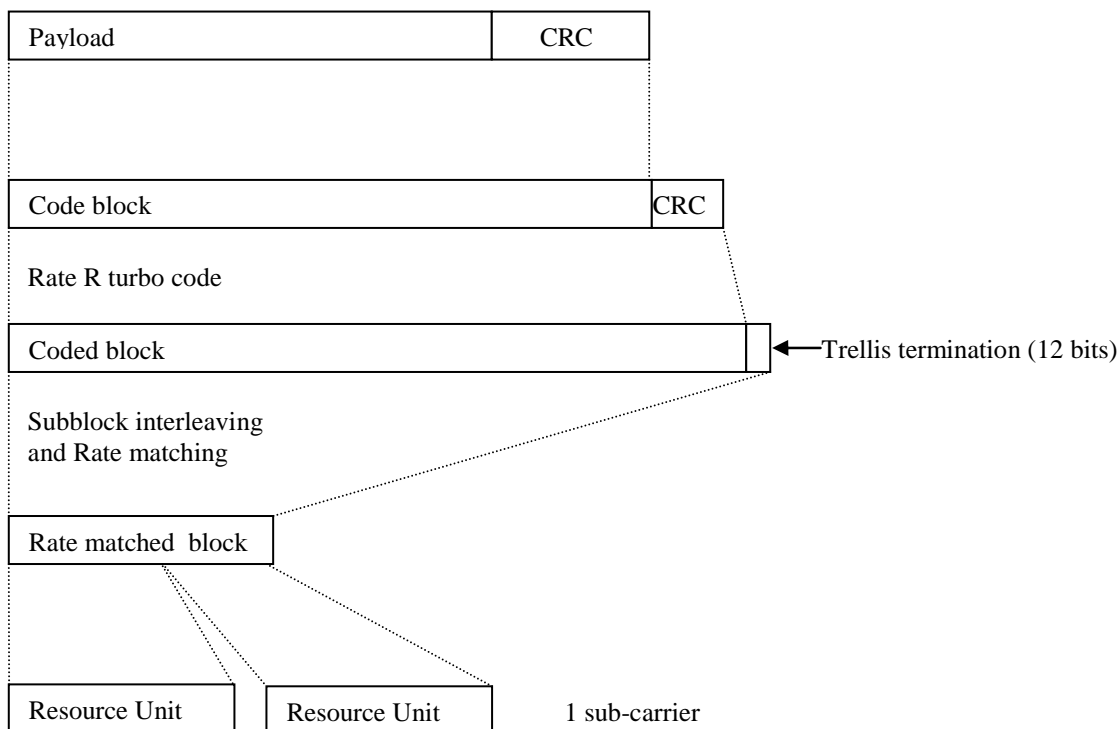 Payload CRC
Code block CRC
Rate R turbo code
Coded block Trellis termination (12 bits)
Subblock interleaving
and Rate matching
Rate matched block
Resource Unit Resource Unit 1 sub-carrier